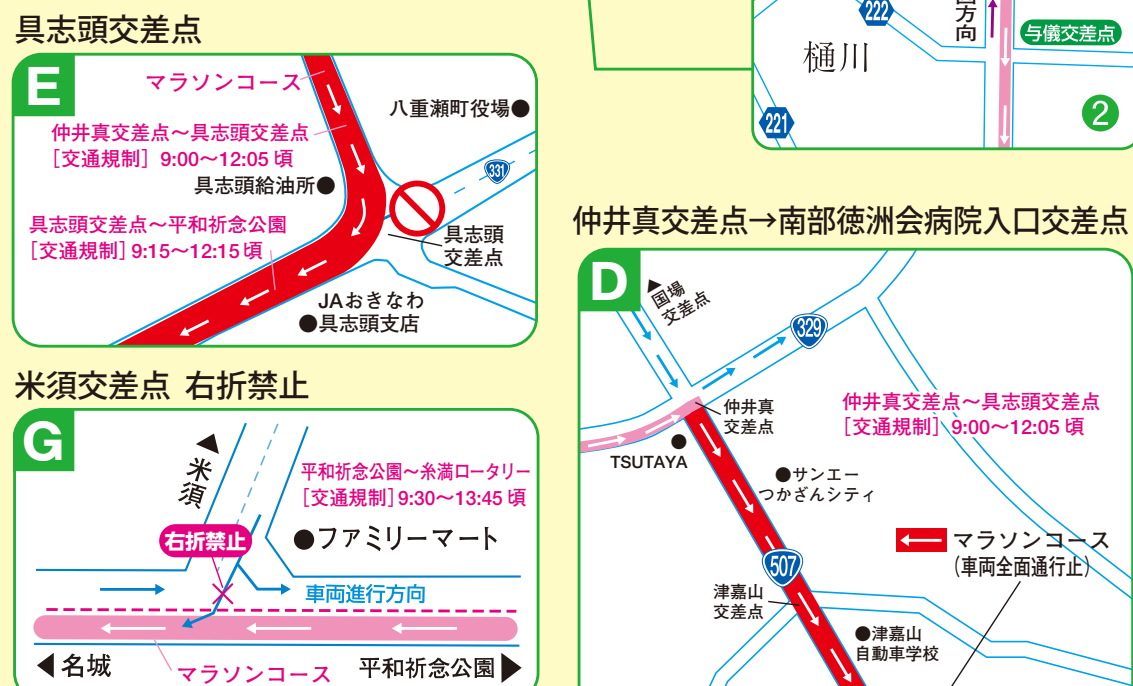 具志頭交差点
E
マラソンコース
八重瀬町役場●
仲井真交差点〜具志頭交差点
［交通規制］9:00〜12:05 頃
331
具志頭給油所●
具志頭交差点〜平和祈念公園
［交通規制］9:15〜12:15 頃
具志頭
交差点
JAおきなわ
●具志頭支店
米須交差点 右折禁止
G
◀米須
平和祈念公園〜糸満ロータリー
［交通規制］9:30〜13:45 頃
右折禁止
●ファミリーマート
車両進行方向
◀名城
マラソンコース
平和祈念公園▶
222
方向
与儀交差点
樋川
221
2
仲井真交差点→南部徳洲会病院入口交差点
D
▲国場
交差点
329
仲井真
交差点
仲井真交差点〜具志頭交差点
［交通規制］9:00〜12:05 頃
TSUTAYA
●サンエー
つかざんシティ
マラソンコース
（車両全面通行止）
507
津嘉山
交差点
●津嘉山
自動車学校